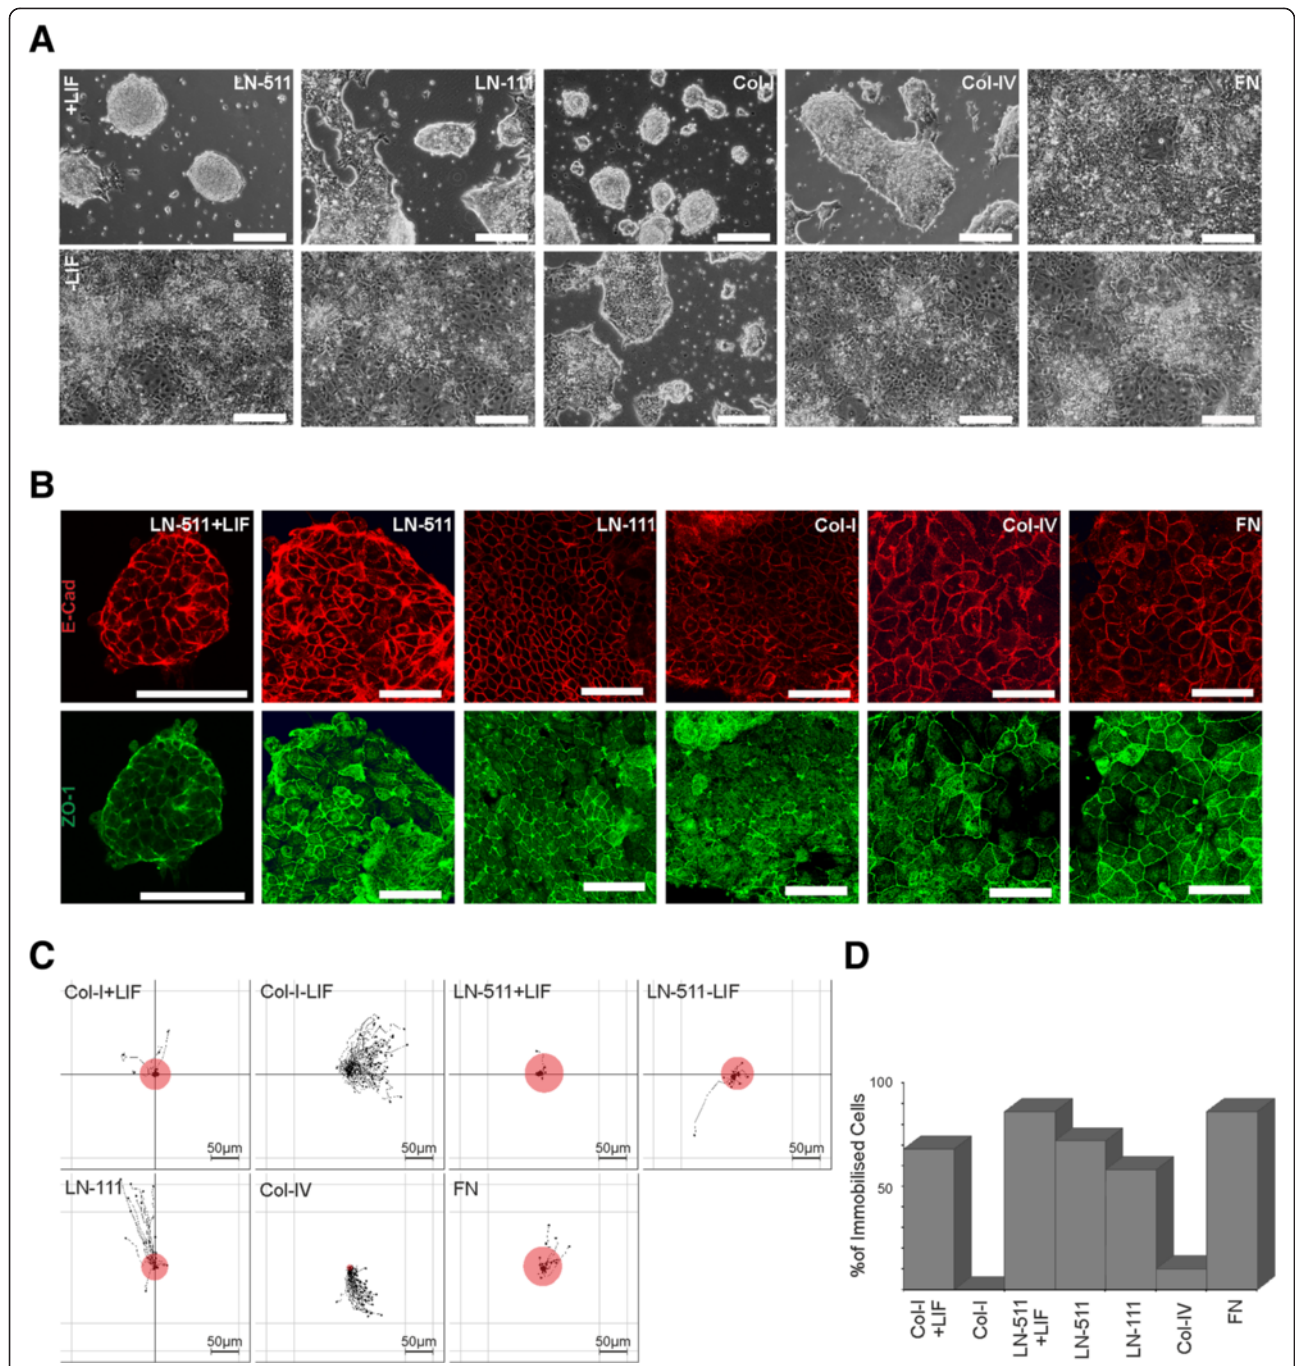 A
+LIF
LN-511
LN-111
Col-I
Col-IV
FN
-LIF
B
E-Cad
LN-511+LIF
LN-511
LN-111
Col-I
Col-IV
FN
ZO-1
C
Col-I+LIF
50µm
Col-I-LIF
50µm
LN-511+LIF
50µm
LN-511-LIF
50µm
LN-111
50µm
Col-IV
50µm
FN
50µm
D
%of Immobilised Cells
100
50
Col-I
+LIF
Col-I
LN-511
+LIF
LN-511
LN-111
Col-IV
FN